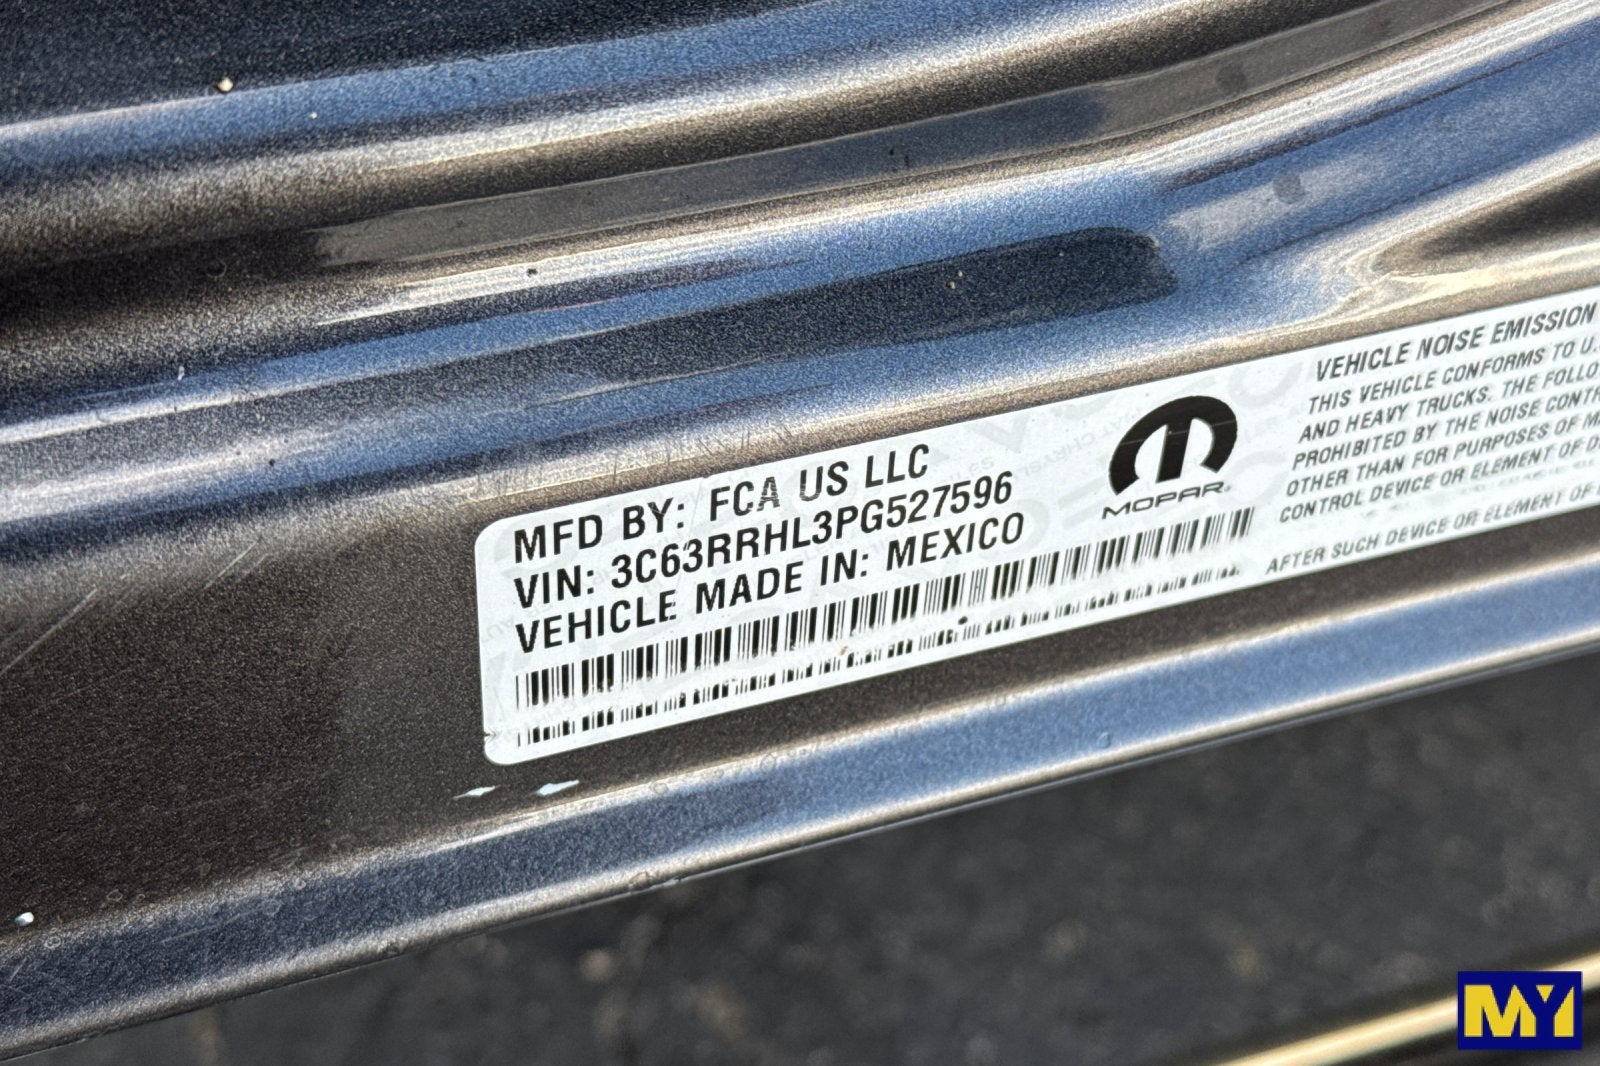 MFD BY: FCA US LLC
VIN: 3C63RRHL3PG527596
VEHICLE MADE IN: MEXICO
MOPAR®
VEHICLE NOISE EMISSION
THIS VEHICLE CONFORMS TO U.S
AND HEAVY TRUCKS. THE FOLLO
PROHIBITED BY THE NOISE CONTR
OTHER THAN FOR PURPOSES OF M
CONTROL DEVICE OR ELEMENT OF D
AFTER SUCH DEVICE OR ELEMENT OF
MY